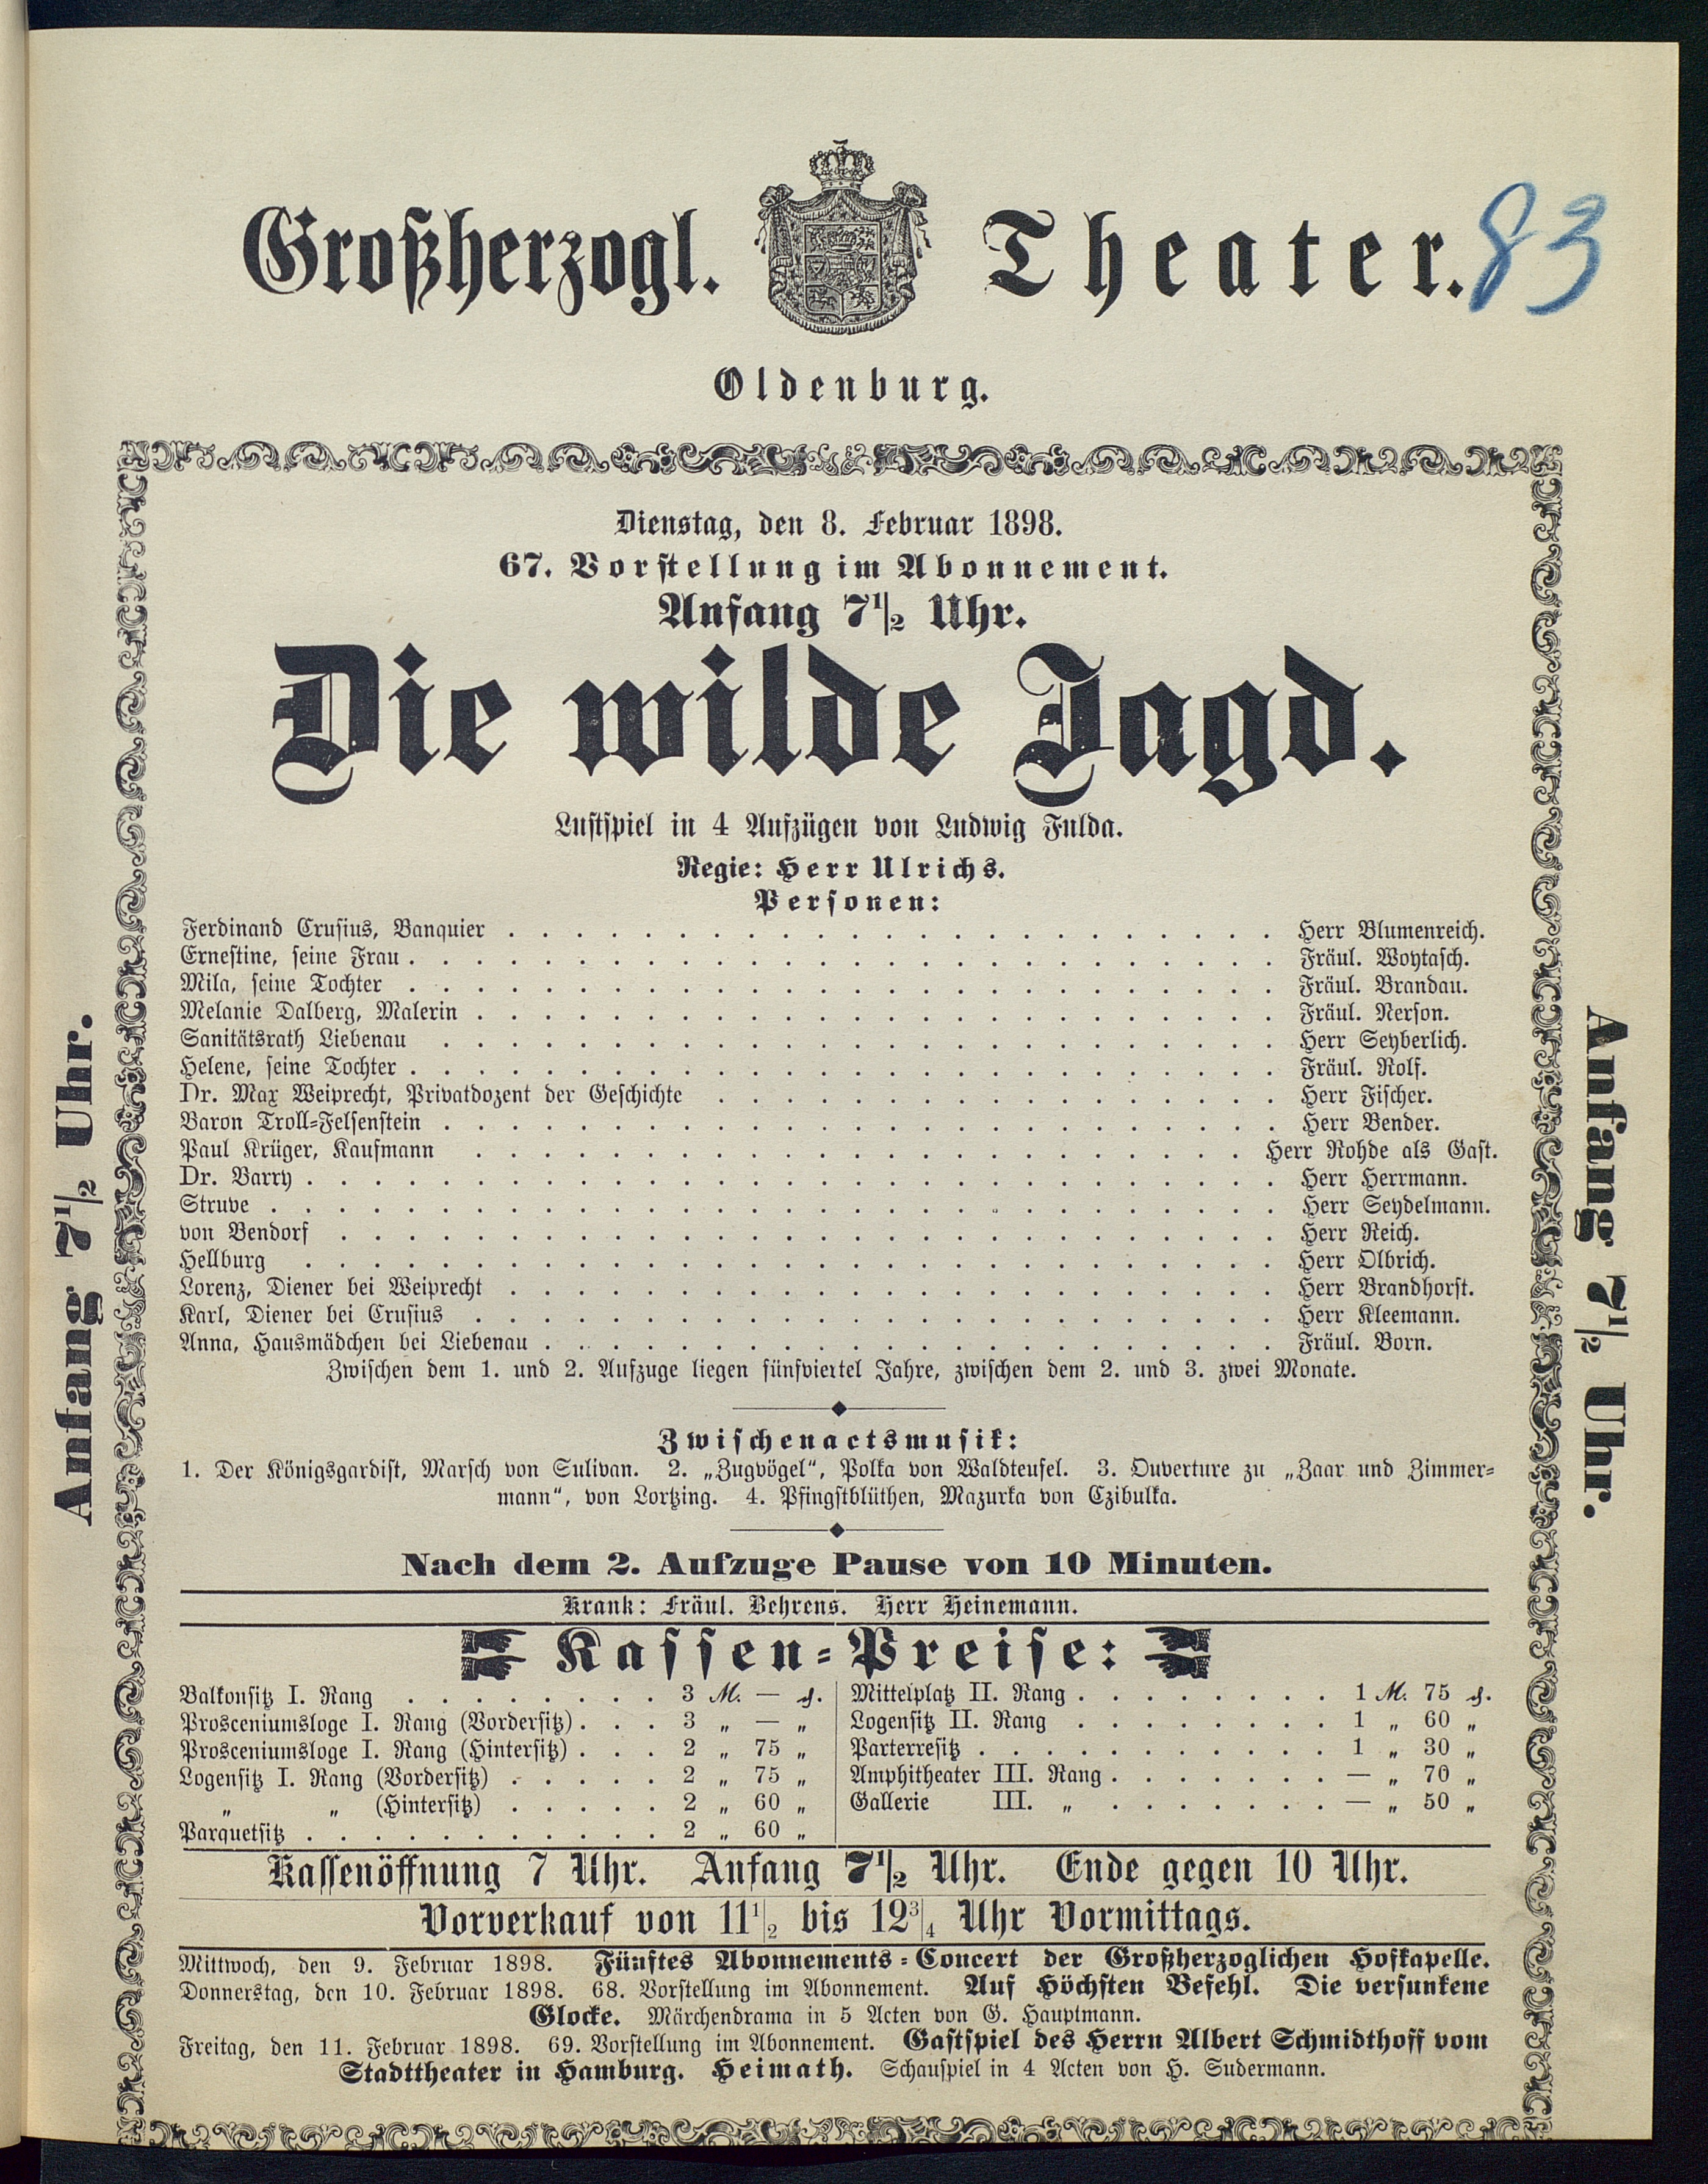 Großherzogl. Theater.
83
Oldenburg.
Dienstag, den 8. Februar 1898.
67. Vorstellung im Abonnement.
Anfang 7 1/2 Uhr.
Die wilde Jagd.
Lustspiel in 4 Aufzügen von Ludwig Fulda.
Regie: Herr Ulrichs.
Personen:
Ferdinand Crusius, Banquier . . . . . Herr Blumenreich.
Ernestine, seine Frau . . . . . Fräul. Woytasch.
Mila, seine Tochter . . . . . Fräul. Brandau.
Melanie Dalberg, Malerin . . . . . Fräul. Nerson.
Sanitätsrath Liebenau . . . . . Herr Seyberlich.
Helene, seine Tochter . . . . . Fräul. Rolf.
Dr. Max Weiprecht, Privatdozent der Geschichte . . . . . Herr Fischer.
Baron Troll-Felsenstein . . . . . Herr Bender.
Paul Krüger, Kaufmann . . . . . Herr Rohde als Gast.
Dr. Barry . . . . . Herr Herrmann.
Struve . . . . . Herr Seydelmann.
von Bendorf . . . . . Herr Reich.
Hellburg . . . . . Herr Olbrich.
Lorenz, Diener bei Weiprecht . . . . . Herr Brandhorst.
Karl, Diener bei Crusius . . . . . Herr Kleemann.
Anna, Hausmädchen bei Liebenau . . . . . Fräul. Born.
Zwischen dem 1. und 2. Aufzuge liegen fünfviertel Jahre, zwischen dem 2. und 3. zwei Monate.
Zwischenactsmusik:
1. Der Königsgardist, Marsch von Sulivan. 2. „Zugvögel“, Polka von Waldteufel. 3. Ouverture zu „Zaar und Zimmer-
mann“, von Lortzing. 4. Pfingstblüthen, Mazurka von Czibulka.
Nach dem 2. Aufzuge Pause von 10 Minuten.
Krank: Fräul. Behrens. Herr Heinemann.
Kassen-Preise:
Balkonsitz I. Rang . . . . . 3 M. — ₰.
Prosceniumsloge I. Rang (Vordersitz) . . . 3 „ — „
Prosceniumsloge I. Rang (Hintersitz) . . . 2 „ 75 „
Logensitz I. Rang (Vordersitz) . . . . . 2 „ 75 „
„ „ (Hintersitz) . . . . . 2 „ 60 „
Parquetsitz . . . . . 2 „ 60 „
Mittelplatz II. Rang . . . . . 1 M. 75 ₰.
Logensitz II. Rang . . . . . 1 „ 60 „
Parterresitz . . . . . 1 „ 30 „
Amphitheater III. Rang . . . . . — „ 70 „
Gallerie III. „ . . . . . — „ 50 „
Kassenöffnung 7 Uhr. Anfang 7 1/2 Uhr. Ende gegen 10 Uhr.
Vorverkauf von 11 1/2 bis 12 3/4 Uhr Vormittags.
Mittwoch, den 9. Februar 1898. Fünftes Abonnements-Concert der Großherzoglichen Hofkapelle.
Donnerstag, den 10. Februar 1898. 68. Vorstellung im Abonnement. Auf Höchsten Befehl. Die versunkene
Glocke. Märchendrama in 5 Acten von G. Hauptmann.
Freitag, den 11. Februar 1898. 69. Vorstellung im Abonnement. Gastspiel des Herrn Albert Schmidthoff vom
Stadttheater in Hamburg. Heimath. Schauspiel in 4 Acten von H. Sudermann.
Anfang 7 1/2 Uhr.
Anfang 7 1/2 Uhr.